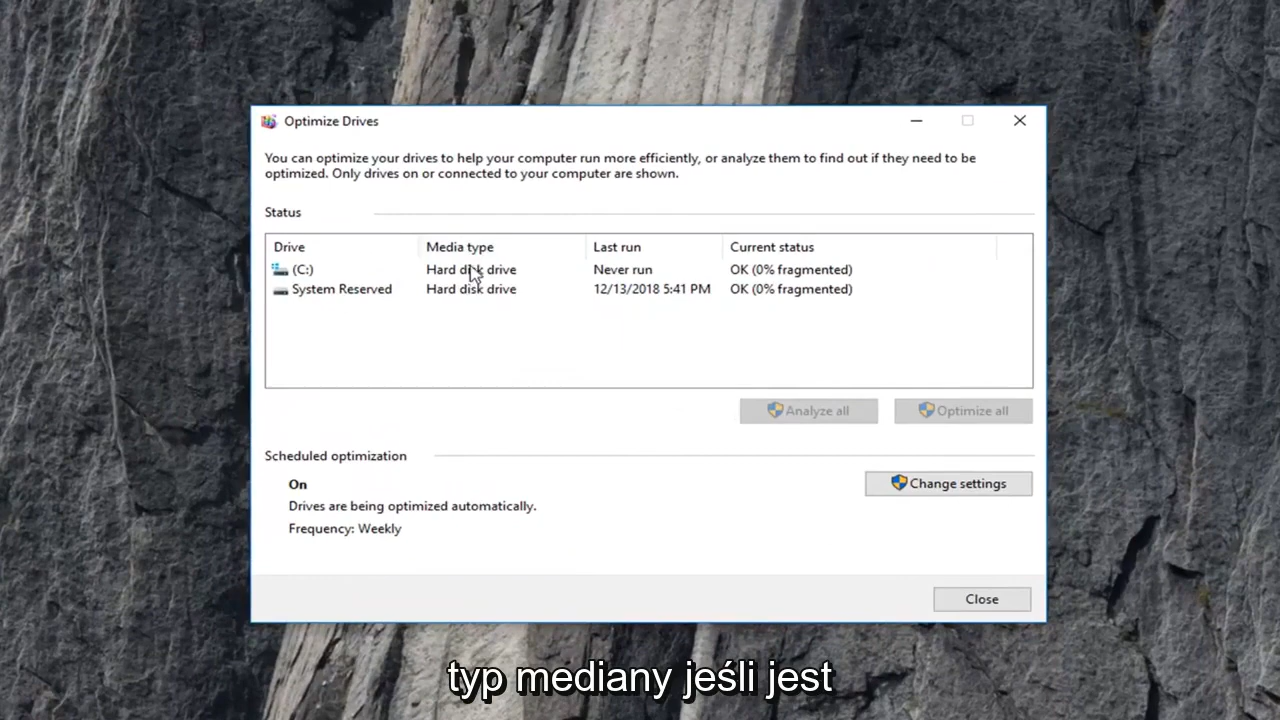 Optimize Drives
You can optimize your drives to help your computer run more efficiently, or analyze them to find out if they need to be
optimized. Only drives on or connected to your computer are shown.
Status
Drive Media type Last run Current status
(C:) Hard disk drive Never run OK (0% fragmented)
System Reserved Hard disk drive 12/13/2018 5:41 PM OK (0% fragmented)
Analyze all Optimize all
Scheduled optimization
On
Change settings
Drives are being optimized automatically.
Frequency: Weekly
Close
typ mediany jeśli jest